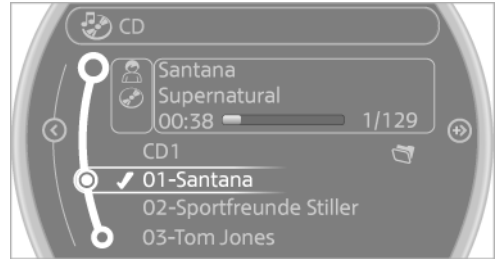 CD
Santana
Supernatural
00:38 1/129
CD1
01-Santana
02-Sportfreunde Stiller
03-Tom Jones